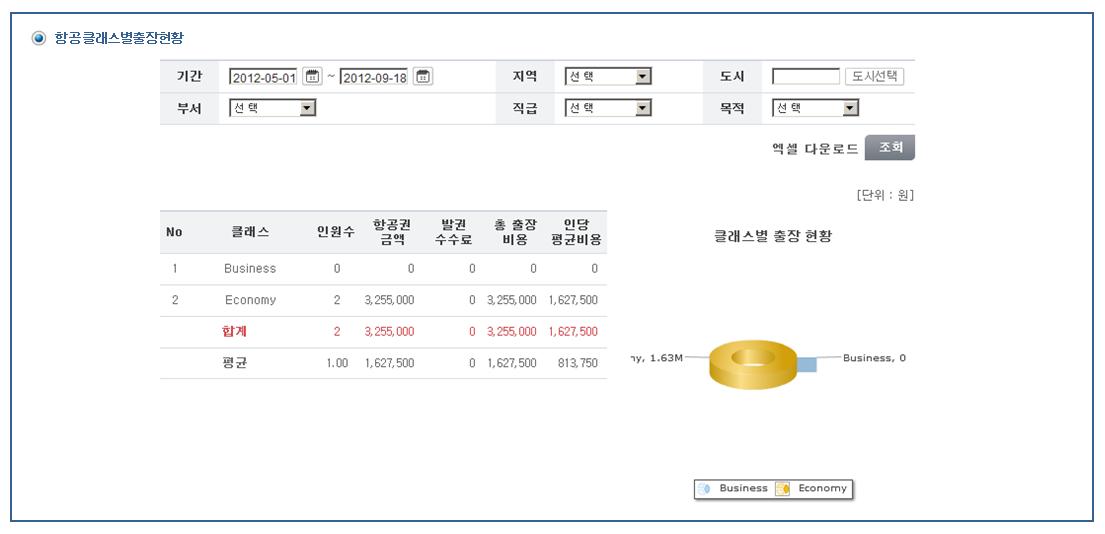 항공클래스별출장현황
기간 2012-05-01 ~ 2012-09-18 지역 선택 도시 도시선택
부서 선택 직급 선택 목적 선택
엑셀 다운로드 조회
[단위 : 원]
No 클래스 인원수 항공권 금액 발권 수수료 총 출장 비용 인당 평균비용
1 Business 0 0 0 0 0
2 Economy 2 3,255,000 0 3,255,000 1,627,500
합계 2 3,255,000 0 3,255,000 1,627,500
평균 1.00 1,627,500 0 1,627,500 813,750
클래스별 출장 현황
ny, 1.63M Business, 0
Business Economy